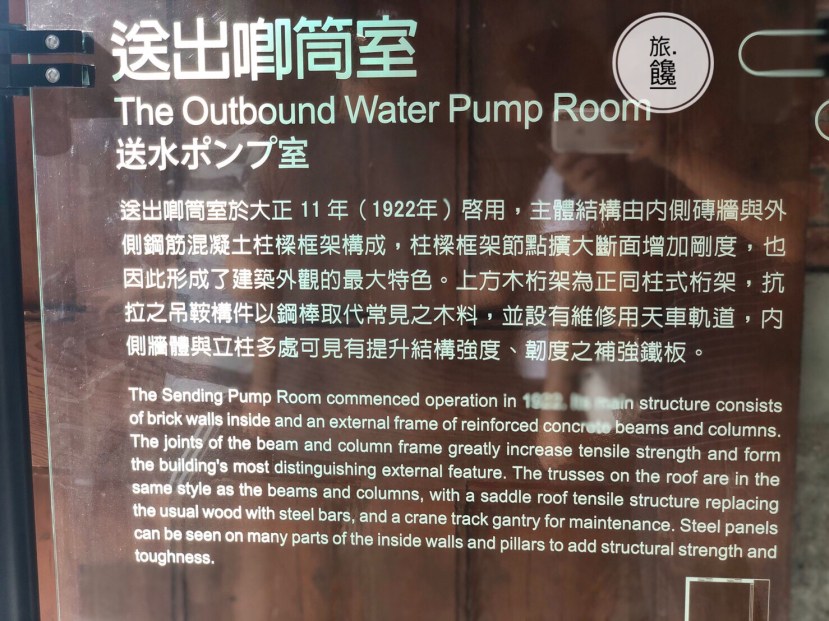 送出唧筒室
旅.
饞
The Outbound Water Pump Room
送水ポンプ室
送出唧筒室於大正 11 年（1922年）啓用，主體結構由內側磚牆與外
側鋼筋混凝土柱樑框架構成，柱樑框架節點擴大斷面增加剛度，也
因此形成了建築外觀的最大特色。上方木桁架為正同柱式桁架，抗
拉之吊鞍構件以鋼棒取代常見之木料，並設有維修用天車軌道，內
側牆體與立柱多處可見有提升結構強度、韌度之補強鐵板。
The Sending Pump Room commenced operation in main structure consists
of brick walls inside and an external frame of reinforced concrete beams and columns.
The joints of the beam and column frame greatly increase tensile strength and form
the building's most distinguishing external feature. The trusses on the roof are in the
same style as the beams and columns, with a saddle roof tensile structure replacing
the usual wood with steel bars, and a crane track gantry for maintenance. Steel panels
can be seen on many parts of the inside walls and pillars to add structural strength and
toughness.